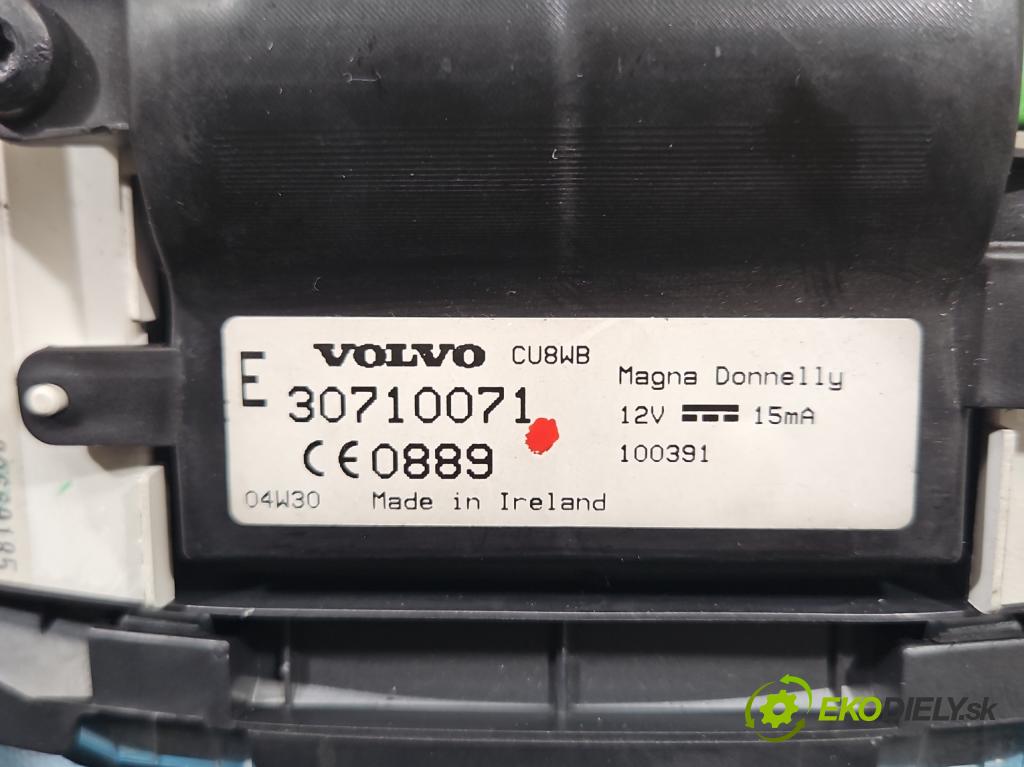 E VOLVO CU8WB
30710071
CE0889
04W30 Made in Ireland
Magna Donnelly
12V 15mA
100391
EKODIELY.sk